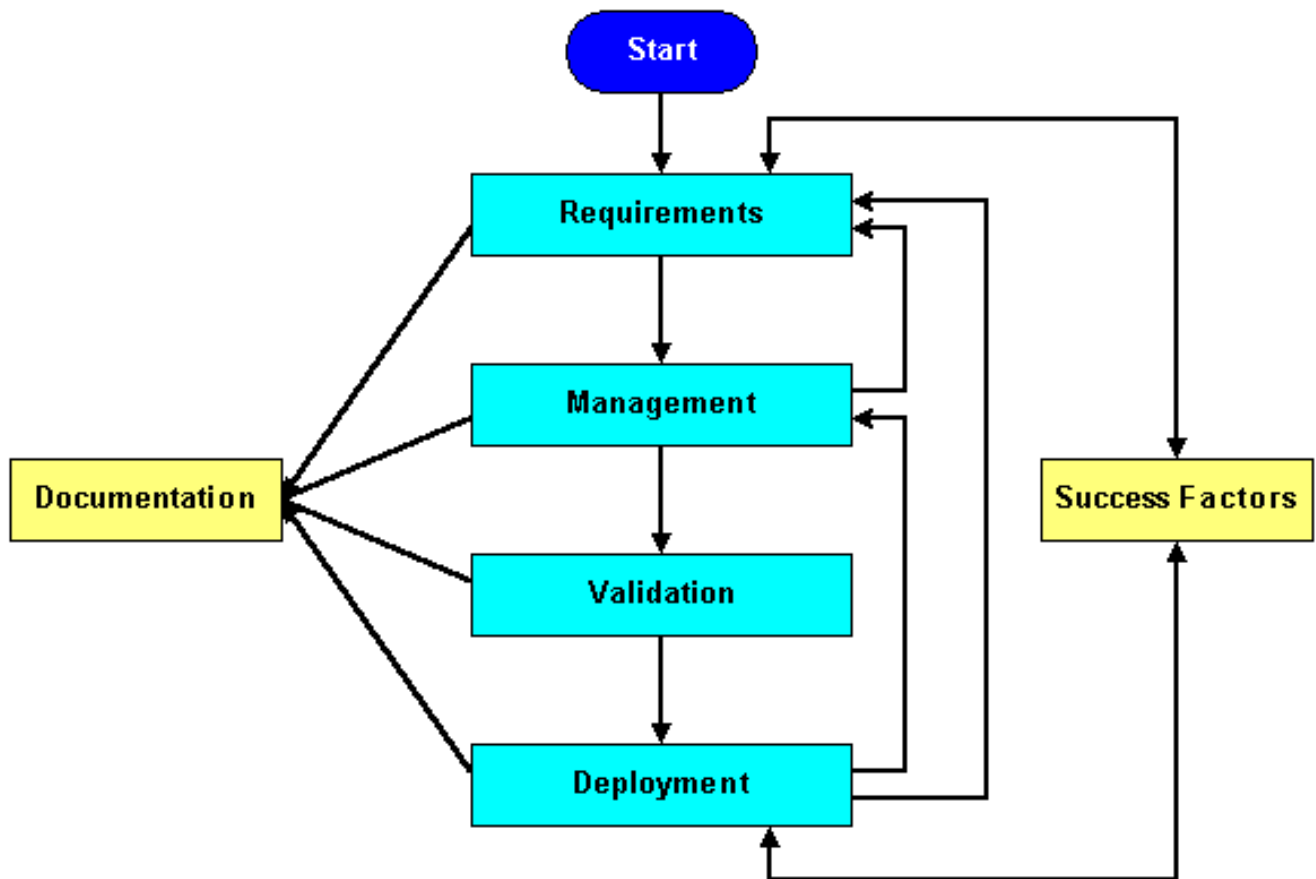 Start
Requirements
Management
Documentation
Success Factors
Validation
Deployment